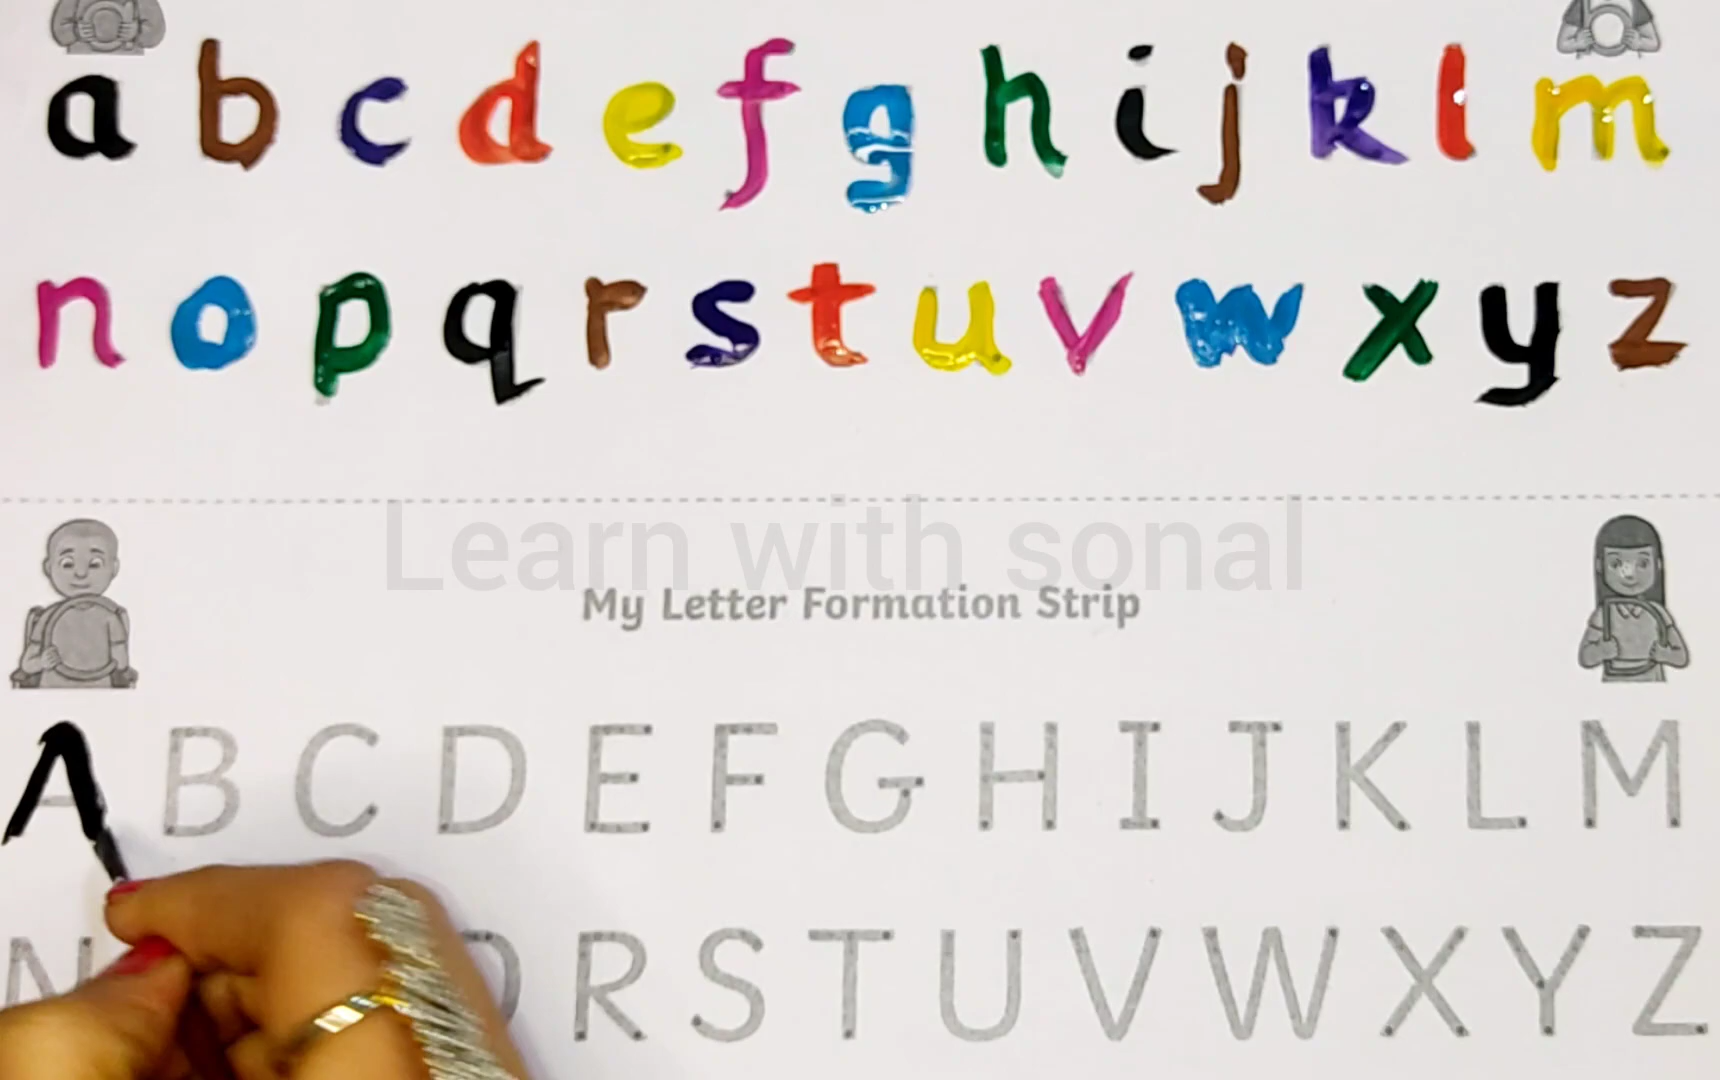 a b c d e f g h i j k l m
n o p q r s t u v w x y z
Learn with sonal
My Letter Formation Strip
A B C D E F G H I J K L M
N R S T U V W X Y Z